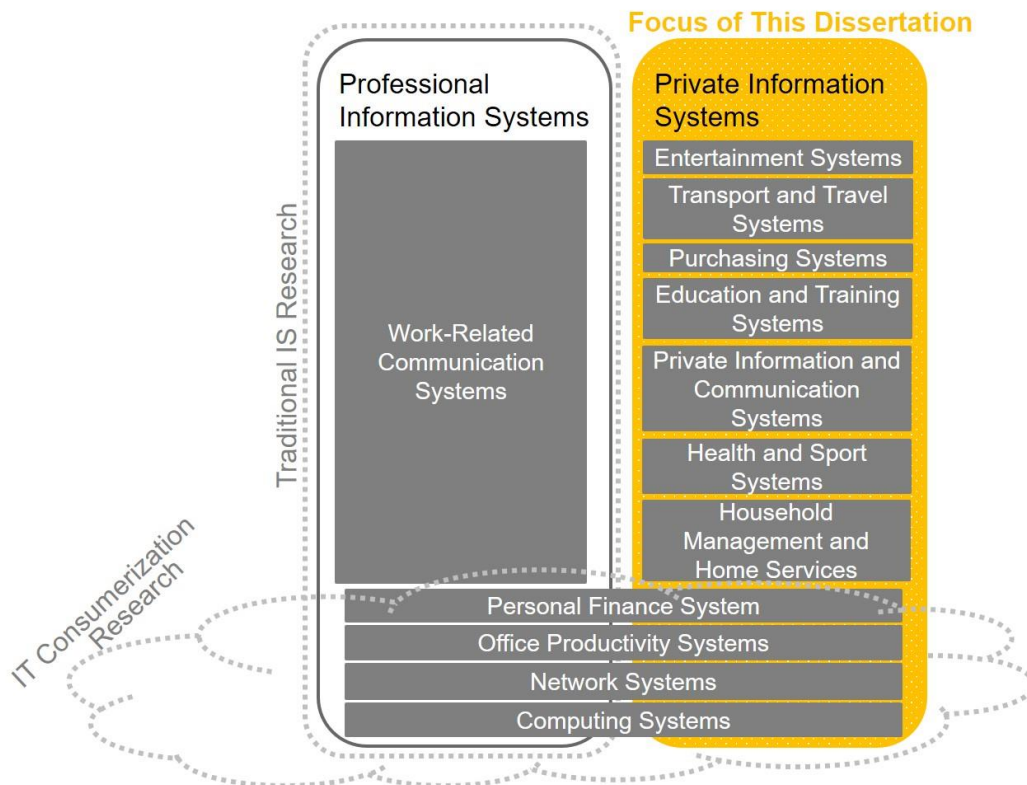 Focus of This Dissertation
Professional
Information Systems
Private Information
Systems
Entertainment Systems
Transport and Travel
Systems
Purchasing Systems
Education and Training
Systems
Private Information and
Communication
Systems
Health and Sport
Systems
Household
Management and
Home Services
Work-Related
Communication
Systems
Traditional IS Research
IT Consumerization
Research
Personal Finance System
Office Productivity Systems
Network Systems
Computing Systems